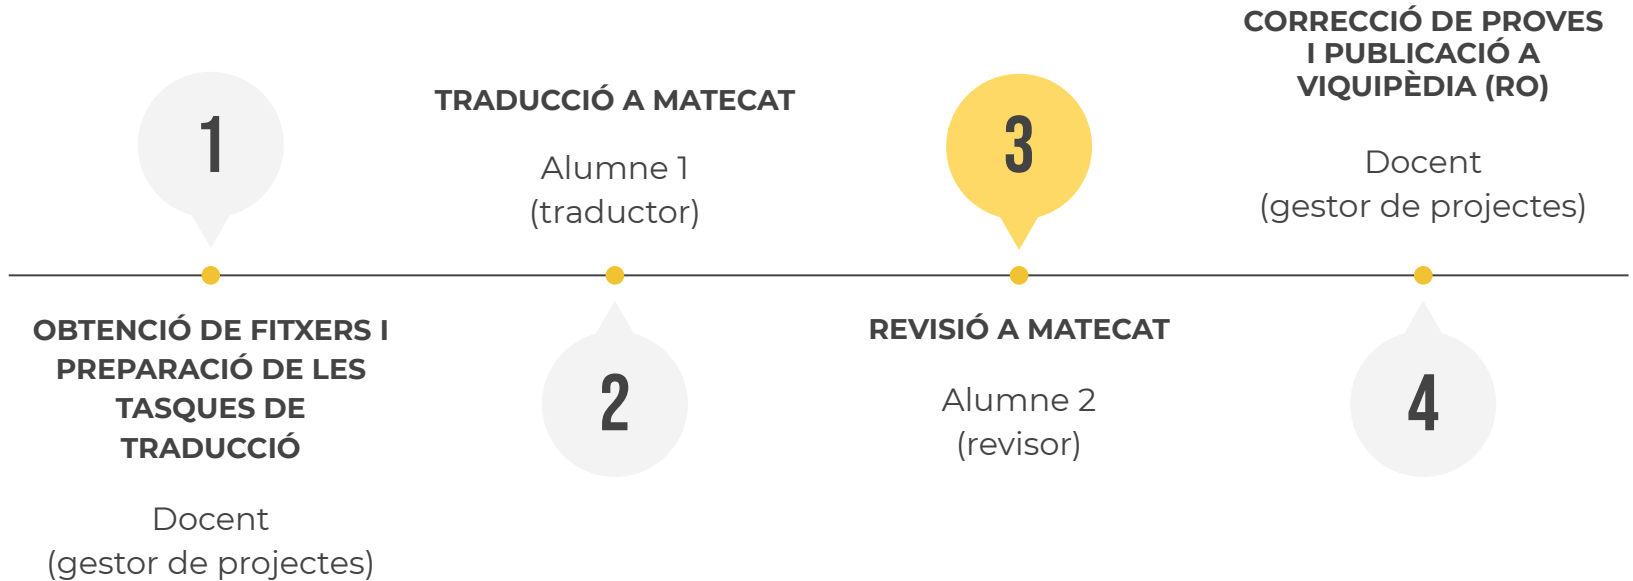 1
OBTENCIÓ DE FITXERS I
PREPARACIÓ DE LES
TASQUES DE
TRADUCCIÓ
Docent
(gestor de projectes)
TRADUCCIÓ A MATECAT
Alumne 1
(traductor)
2
3
REVISIÓ A MATECAT
Alumne 2
(revisor)
CORRECCIÓ DE PROVES
I PUBLICACIÓ A
VIQUIPÈDIA (RO)
Docent
(gestor de projectes)
4